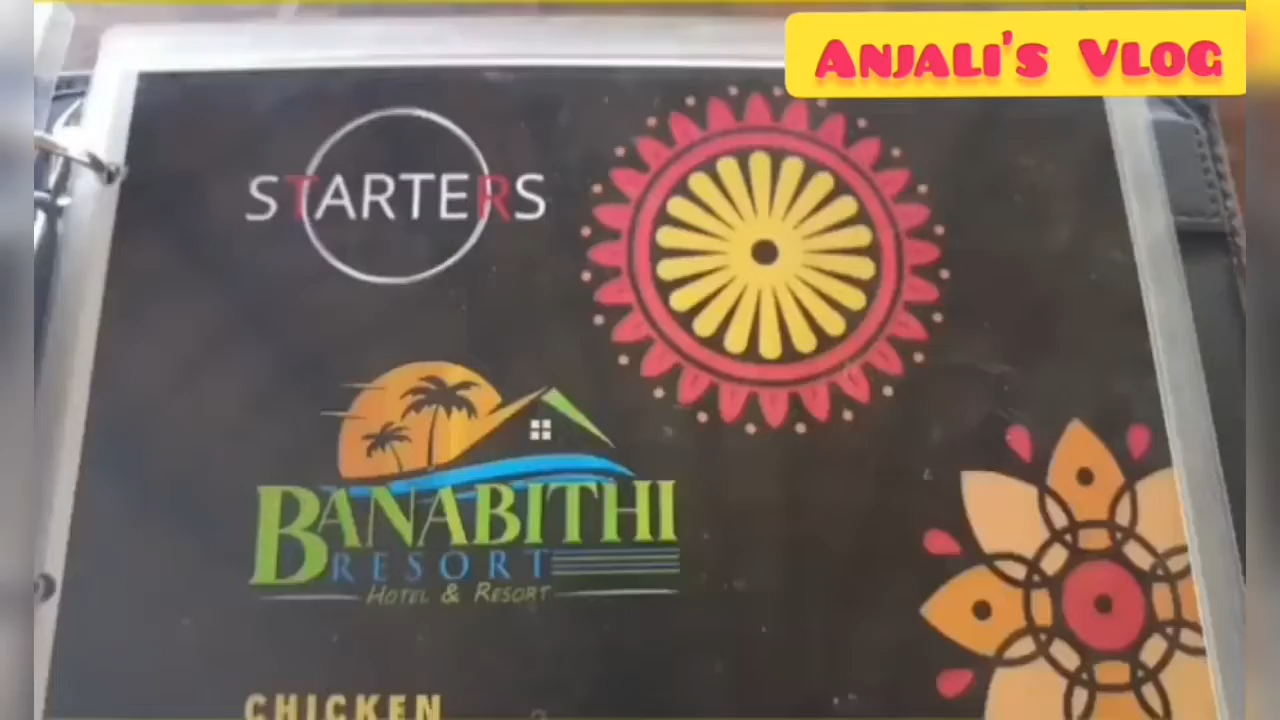 ANJALI'S VLOG
STARTERS
BANABITHI
RESORT
HOTEL & RESORT
CHICKEN